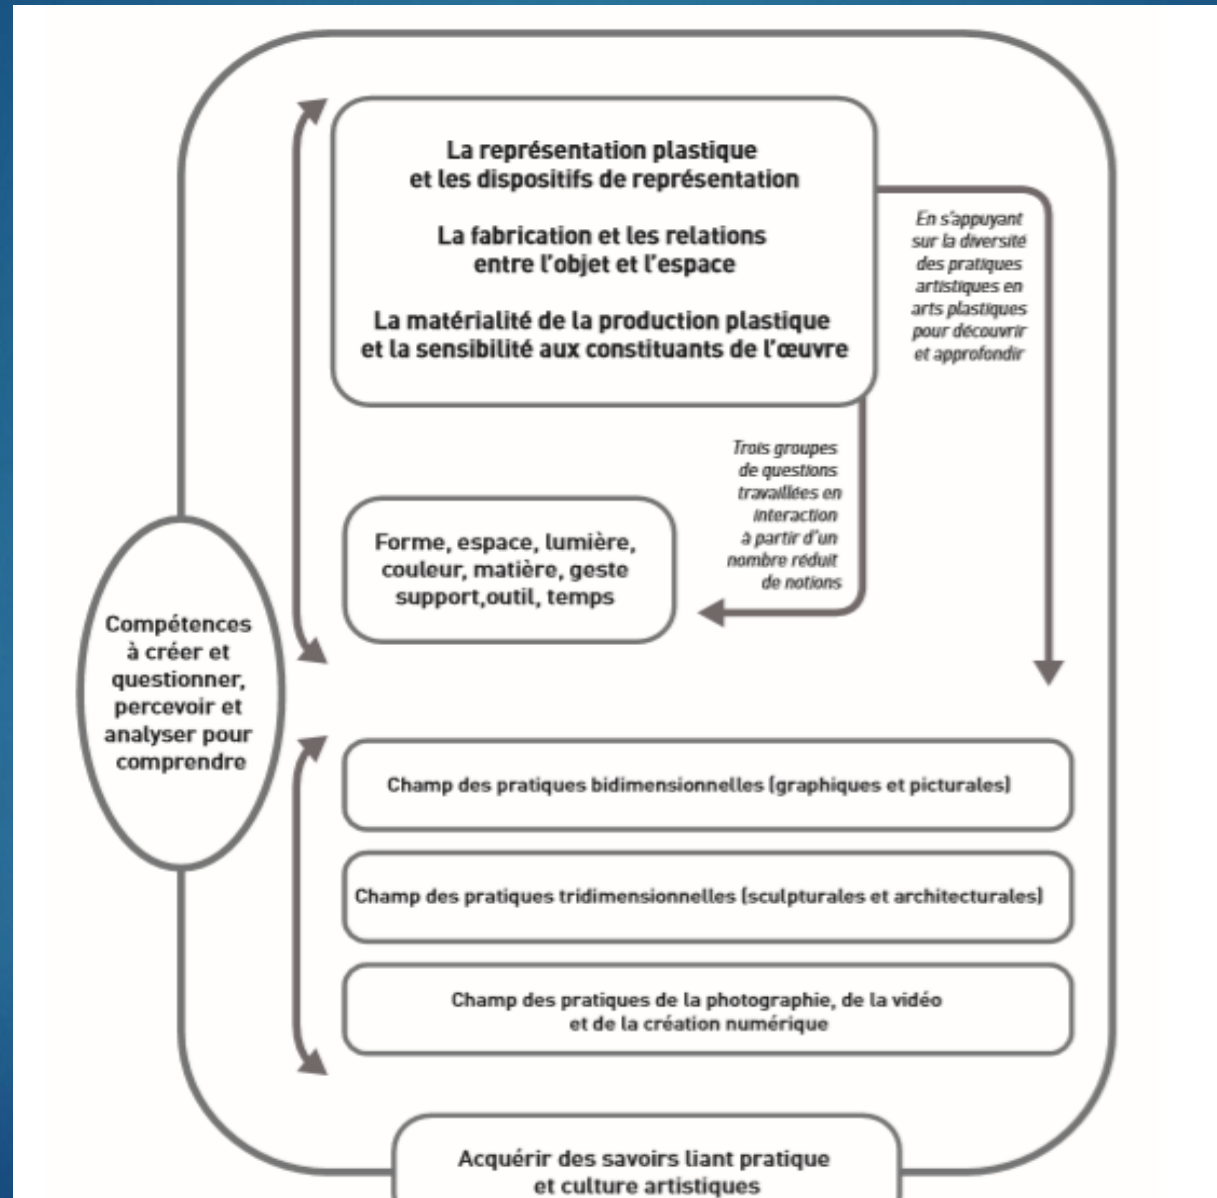 La représentation plastique
et les dispositifs de représentation
La fabrication et les relations
entre l'objet et l'espace
La matérialité de la production plastique
et la sensibilité aux constituants de l'œuvre
En s'appuyant
sur la diversité
des pratiques
artistiques en
arts plastiques
pour découvrir
et approfondir
Trois groupes
de questions
travaillées en
interaction
à partir d'un
nombre réduit
de notions
Forme, espace, lumière,
couleur, matière, geste
support,outil, temps
Compétences
à créer et
questionner,
percevoir et
analyser pour
comprendre
Champ des pratiques bidimensionnelles (graphiques et picturales)
Champ des pratiques tridimensionnelles (sculpturales et architecturales)
Champ des pratiques de la photographie, de la vidéo
et de la création numérique
Acquérir des savoirs liant pratique
et culture artistiques